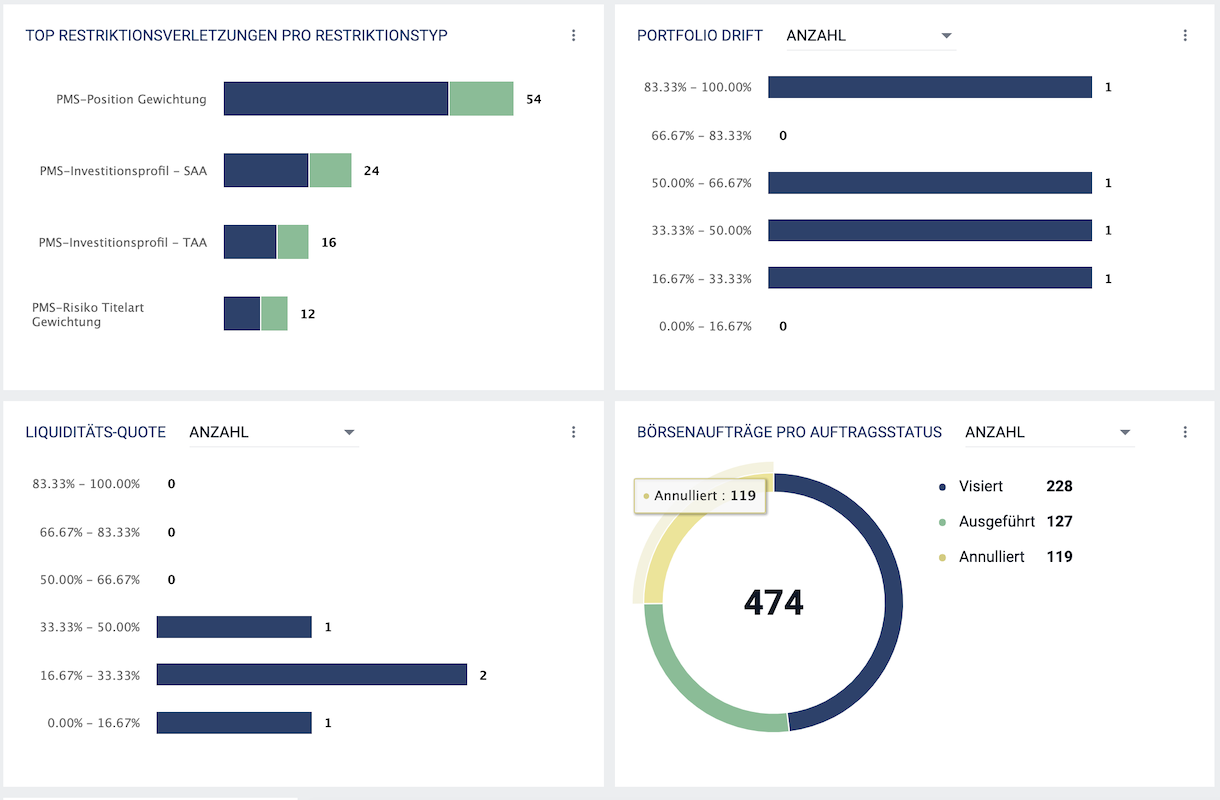 TOP RESTRIKTIONSVERLETZUNGEN PRO RESTRIKTIONSTYP
PMS-Position Gewichtung 54
PMS-Investitionsprofil - SAA 24
PMS-Investitionsprofil - TAA 16
PMS-Risiko Titelart
Gewichtung
12
PORTFOLIO DRIFT ANZAHL
83.33% - 100.00% 1
66.67% - 83.33% 0
50.00% - 66.67% 1
33.33% - 50.00% 1
16.67% - 33.33% 1
0.00% - 16.67% 0
LIQUIDITÄTS-QUOTE ANZAHL
83.33% - 100.00% 0
66.67% - 83.33% 0
50.00% - 66.67% 0
33.33% - 50.00% 1
16.67% - 33.33% 2
0.00% - 16.67% 1
BÖRSENAUFTRÄGE PRO AUFTRAGSSTATUS ANZAHL
Annulliert : 119
474
Visiert 228
Ausgeführt 127
Annulliert 119